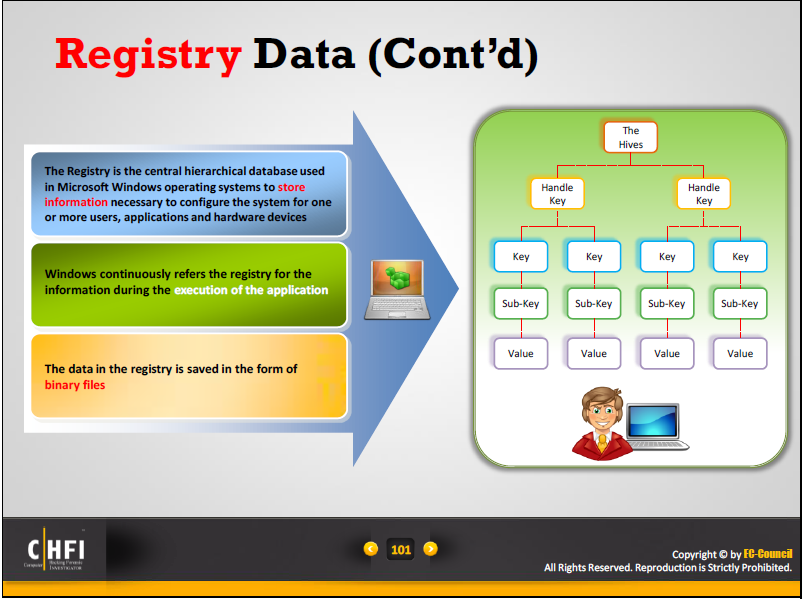 Registry Data (Cont’d)
The Registry is the central hierarchical database used
in Microsoft Windows operating systems to store
information necessary to configure the system for one
or more users, applications and hardware devices
Windows continuously refers the registry for the
information during the execution of the application
The data in the registry is saved in the form of
binary files
The
Hives
Handle
Key
Handle
Key
Key
Key
Key
Key
Sub-Key
Sub-Key
Sub-Key
Sub-Key
Value
Value
Value
Value
CHFI
Computer Hacking Forensic
INVESTIGATOR
101
Copyright © by EC-Council
All Rights Reserved. Reproduction is Strictly Prohibited.